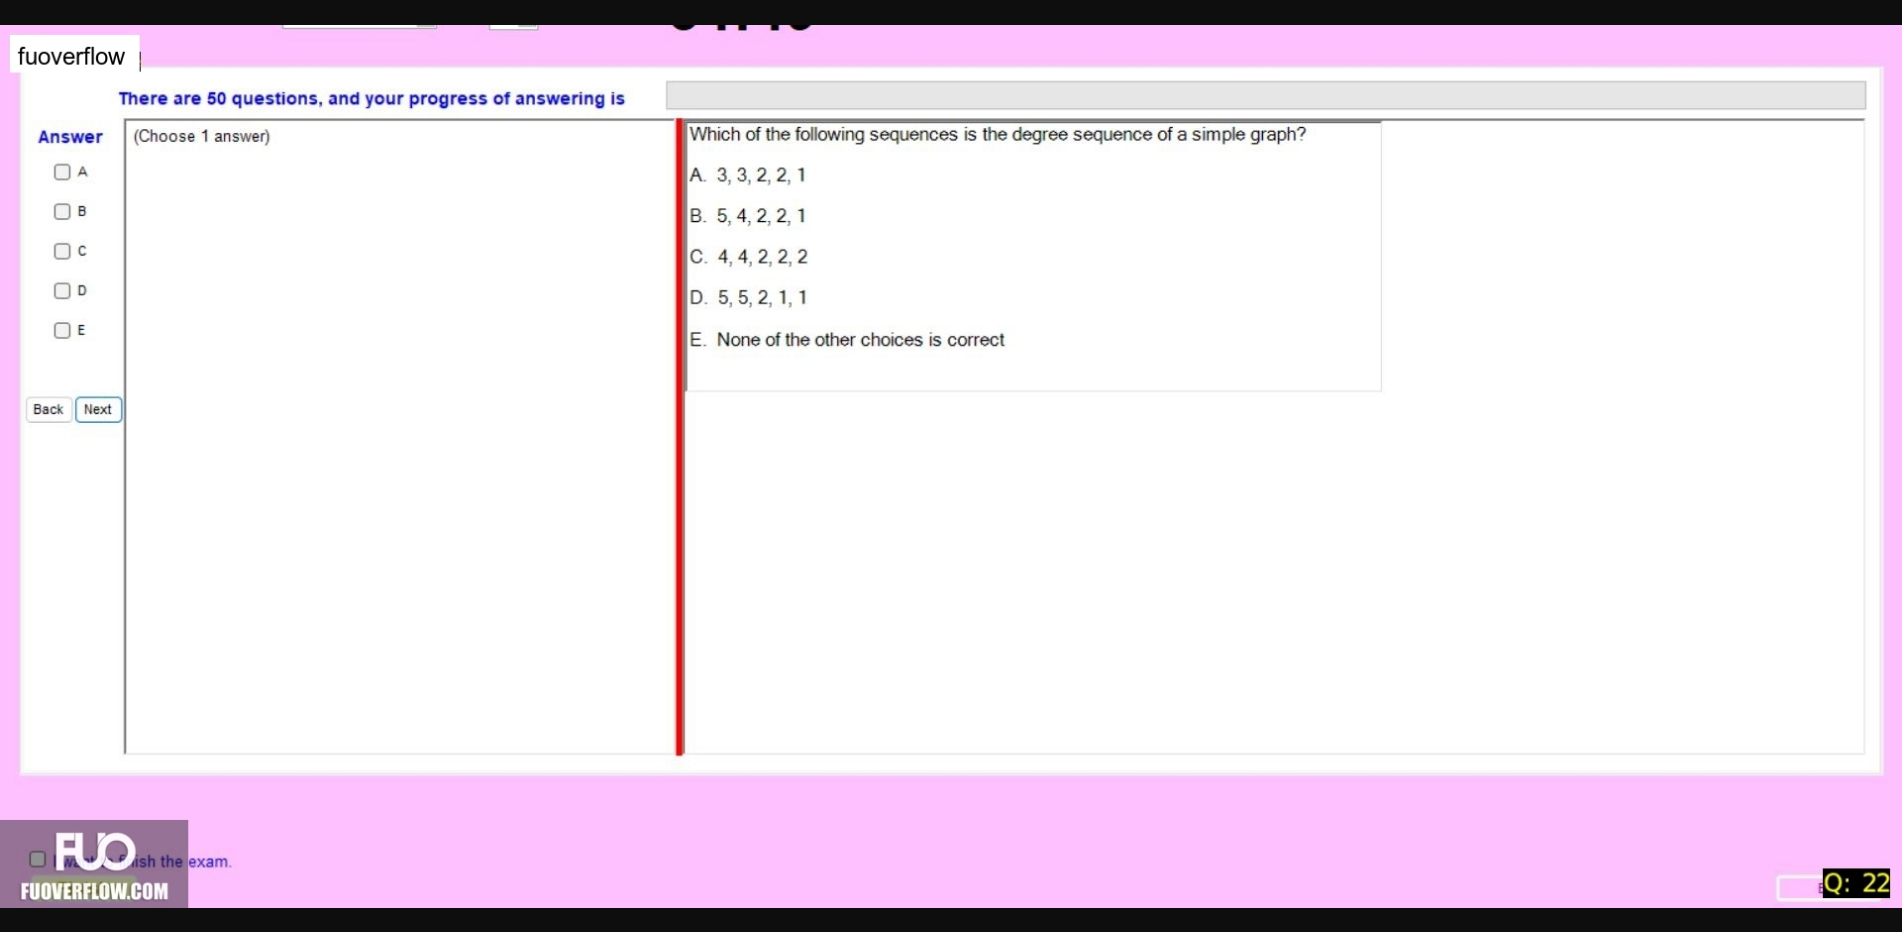 fuoverflow
There are 50 questions, and your progress of answering is
Answer
(Choose 1 answer)
A
B
C
D
E
Back Next
Which of the following sequences is the degree sequence of a simple graph?
A. 3, 3, 2, 2, 1
B. 5, 4, 2, 2, 1
C. 4, 4, 2, 2, 2
D. 5, 5, 2, 1, 1
E. None of the other choices is correct
FUO
the exam.
FUOVERFLOW.COM
Q: 22